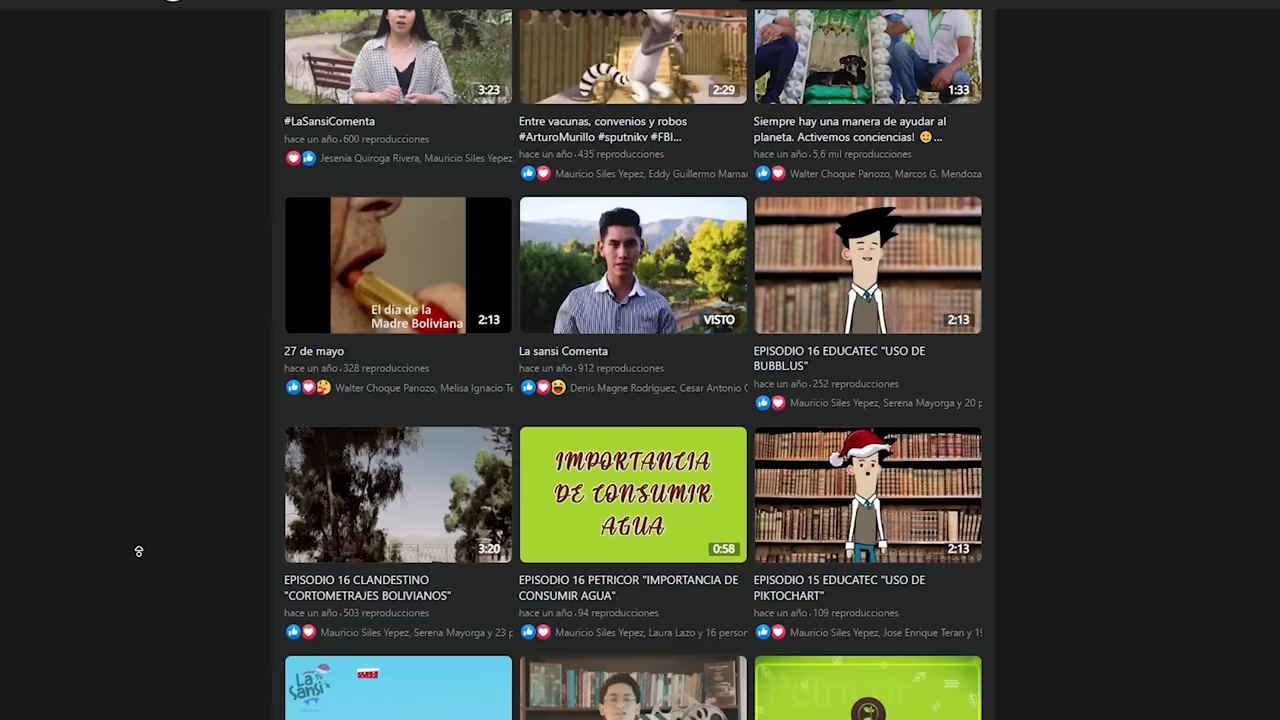 3:23
2:29
1:33
#LaSansiComenta
hace un año · 600 reproducciones
Jesenia Quiroga Rivera, Mauricio Siles Yepez
Entre vacunas, convenios y robos
#ArturoMurillo #sputnikv #FBI...
hace un año · 435 reproducciones
Mauricio Siles Yepez, Eddy Guillermo Mamar
Siempre hay una manera de ayudar al
planeta. Activemos conciencias! 😊...
hace un año · 5,6 mil reproducciones
Walter Choque Panozo, Marcos G. Mendoza
El día de la
Madre Boliviana
2:13
VISTO
2:13
27 de mayo
hace un año · 328 reproducciones
Walter Choque Panozo, Melisa Ignacio Te
La sansi Comenta
hace un año · 912 reproducciones
Denis Magne Rodríguez, Cesar Antonio
EPISODIO 16 EDUCATEC "USO DE
BUBBL.US"
hace un año · 252 reproducciones
Mauricio Siles Yepez, Serena Mayorga y 20 p
3:20
IMPORTANCIA
DE CONSUMIR
AGUA
0:58
2:13
EPISODIO 16 CLANDESTINO
"CORTOMETRAJES BOLIVIANOS"
hace un año · 503 reproducciones
Mauricio Siles Yepez, Serena Mayorga y 23 p
EPISODIO 16 PETRICOR "IMPORTANCIA DE
CONSUMIR AGUA"
hace un año · 94 reproducciones
Mauricio Siles Yepez, Laura Lazo y 16 person
EPISODIO 15 EDUCATEC "USO DE
PIKTOCHART"
hace un año · 109 reproducciones
Mauricio Siles Yepez, Jose Enrique Teran y 19
La
Sansi